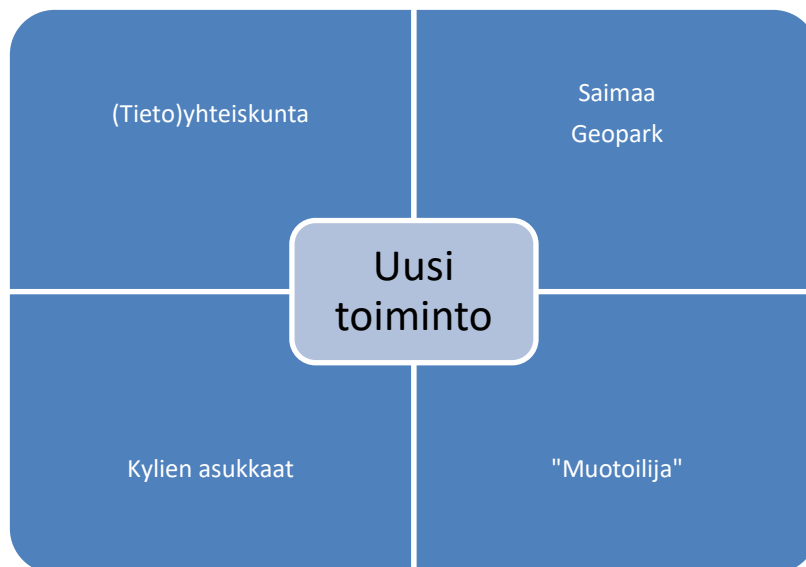 (Tieto)yhteiskunta
Saimaa
Geopark
Uusi
toiminto
Kylien asukkaat
"Muotoilija"